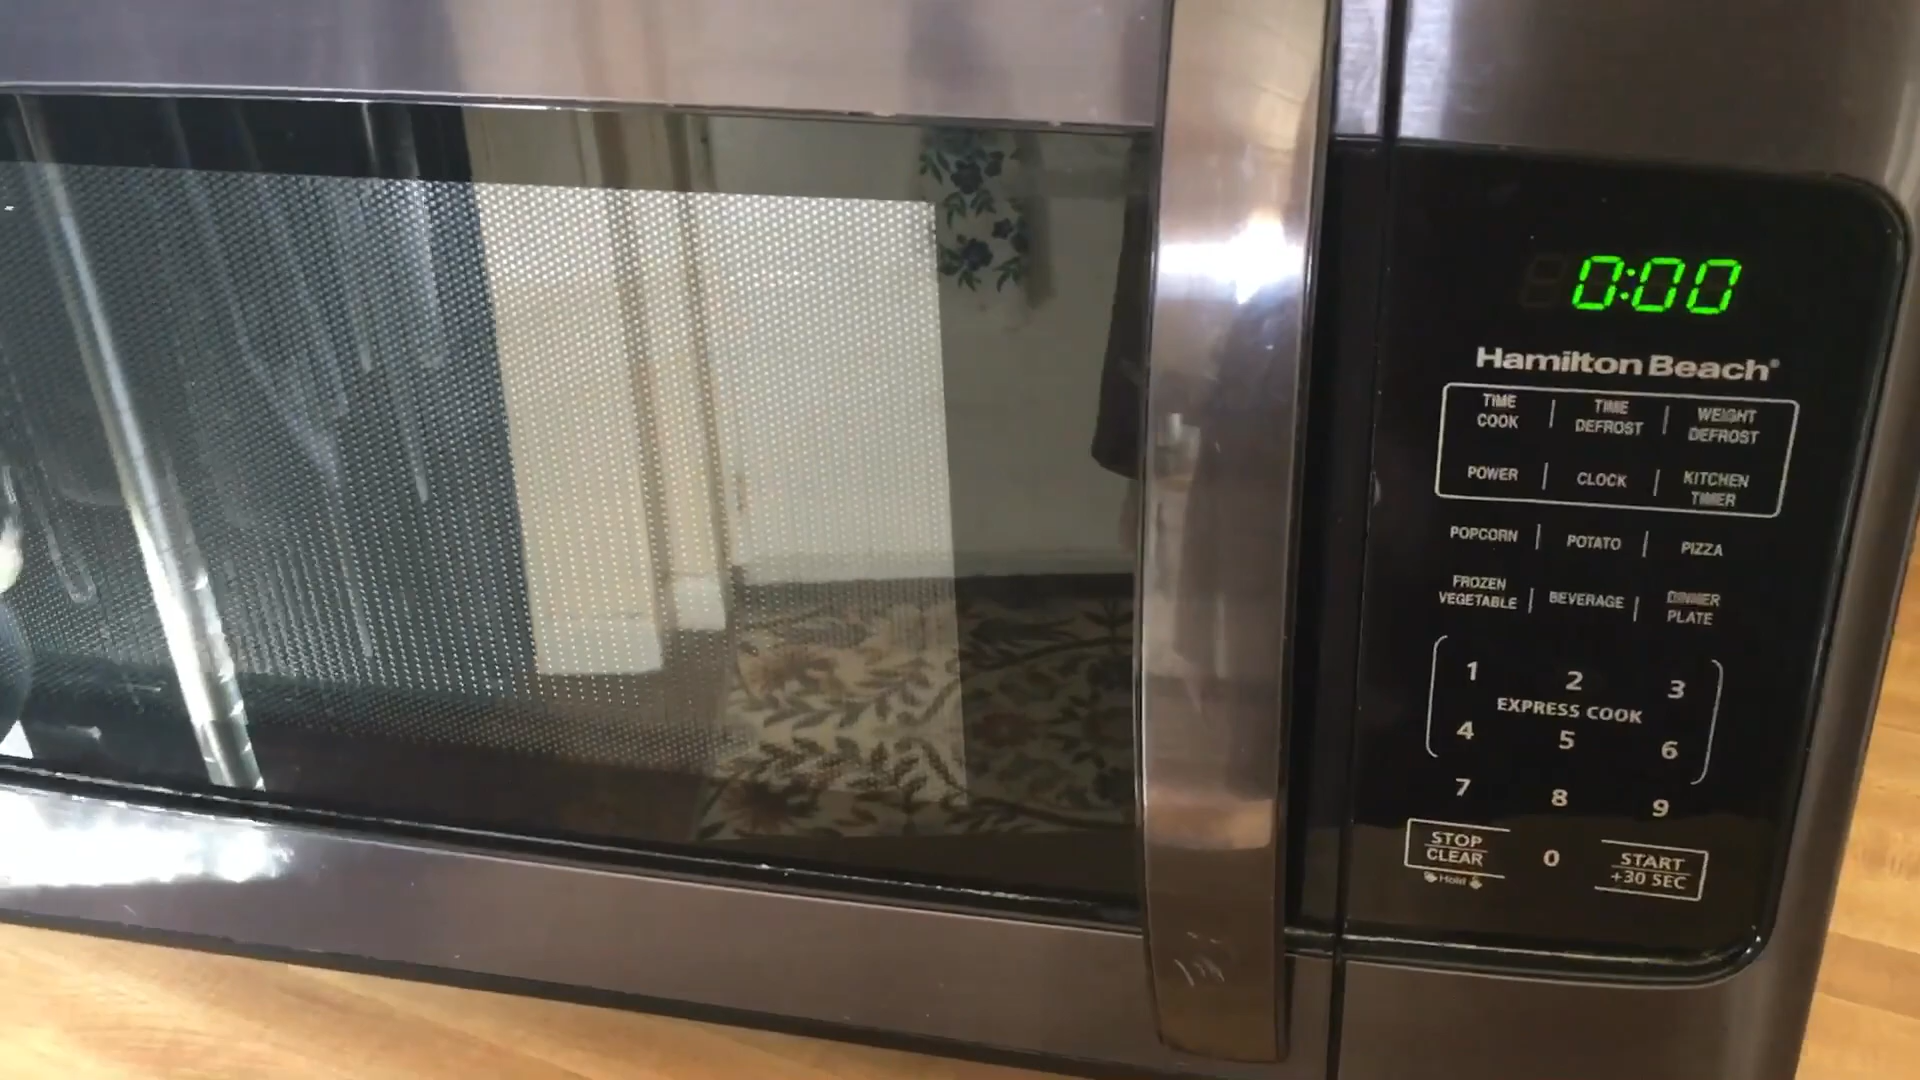 0:00
Hamilton Beach®
TIME COOK | TIME DEFROST | WEIGHT DEFROST
POWER | CLOCK | KITCHEN TIMER
POPCORN | POTATO | PIZZA
FROZEN VEGETABLE | BEVERAGE | DINNER PLATE
1 2 3
EXPRESS COOK
4 5 6
7 8 9
STOP CLEAR 0 START +30 SEC
Hold